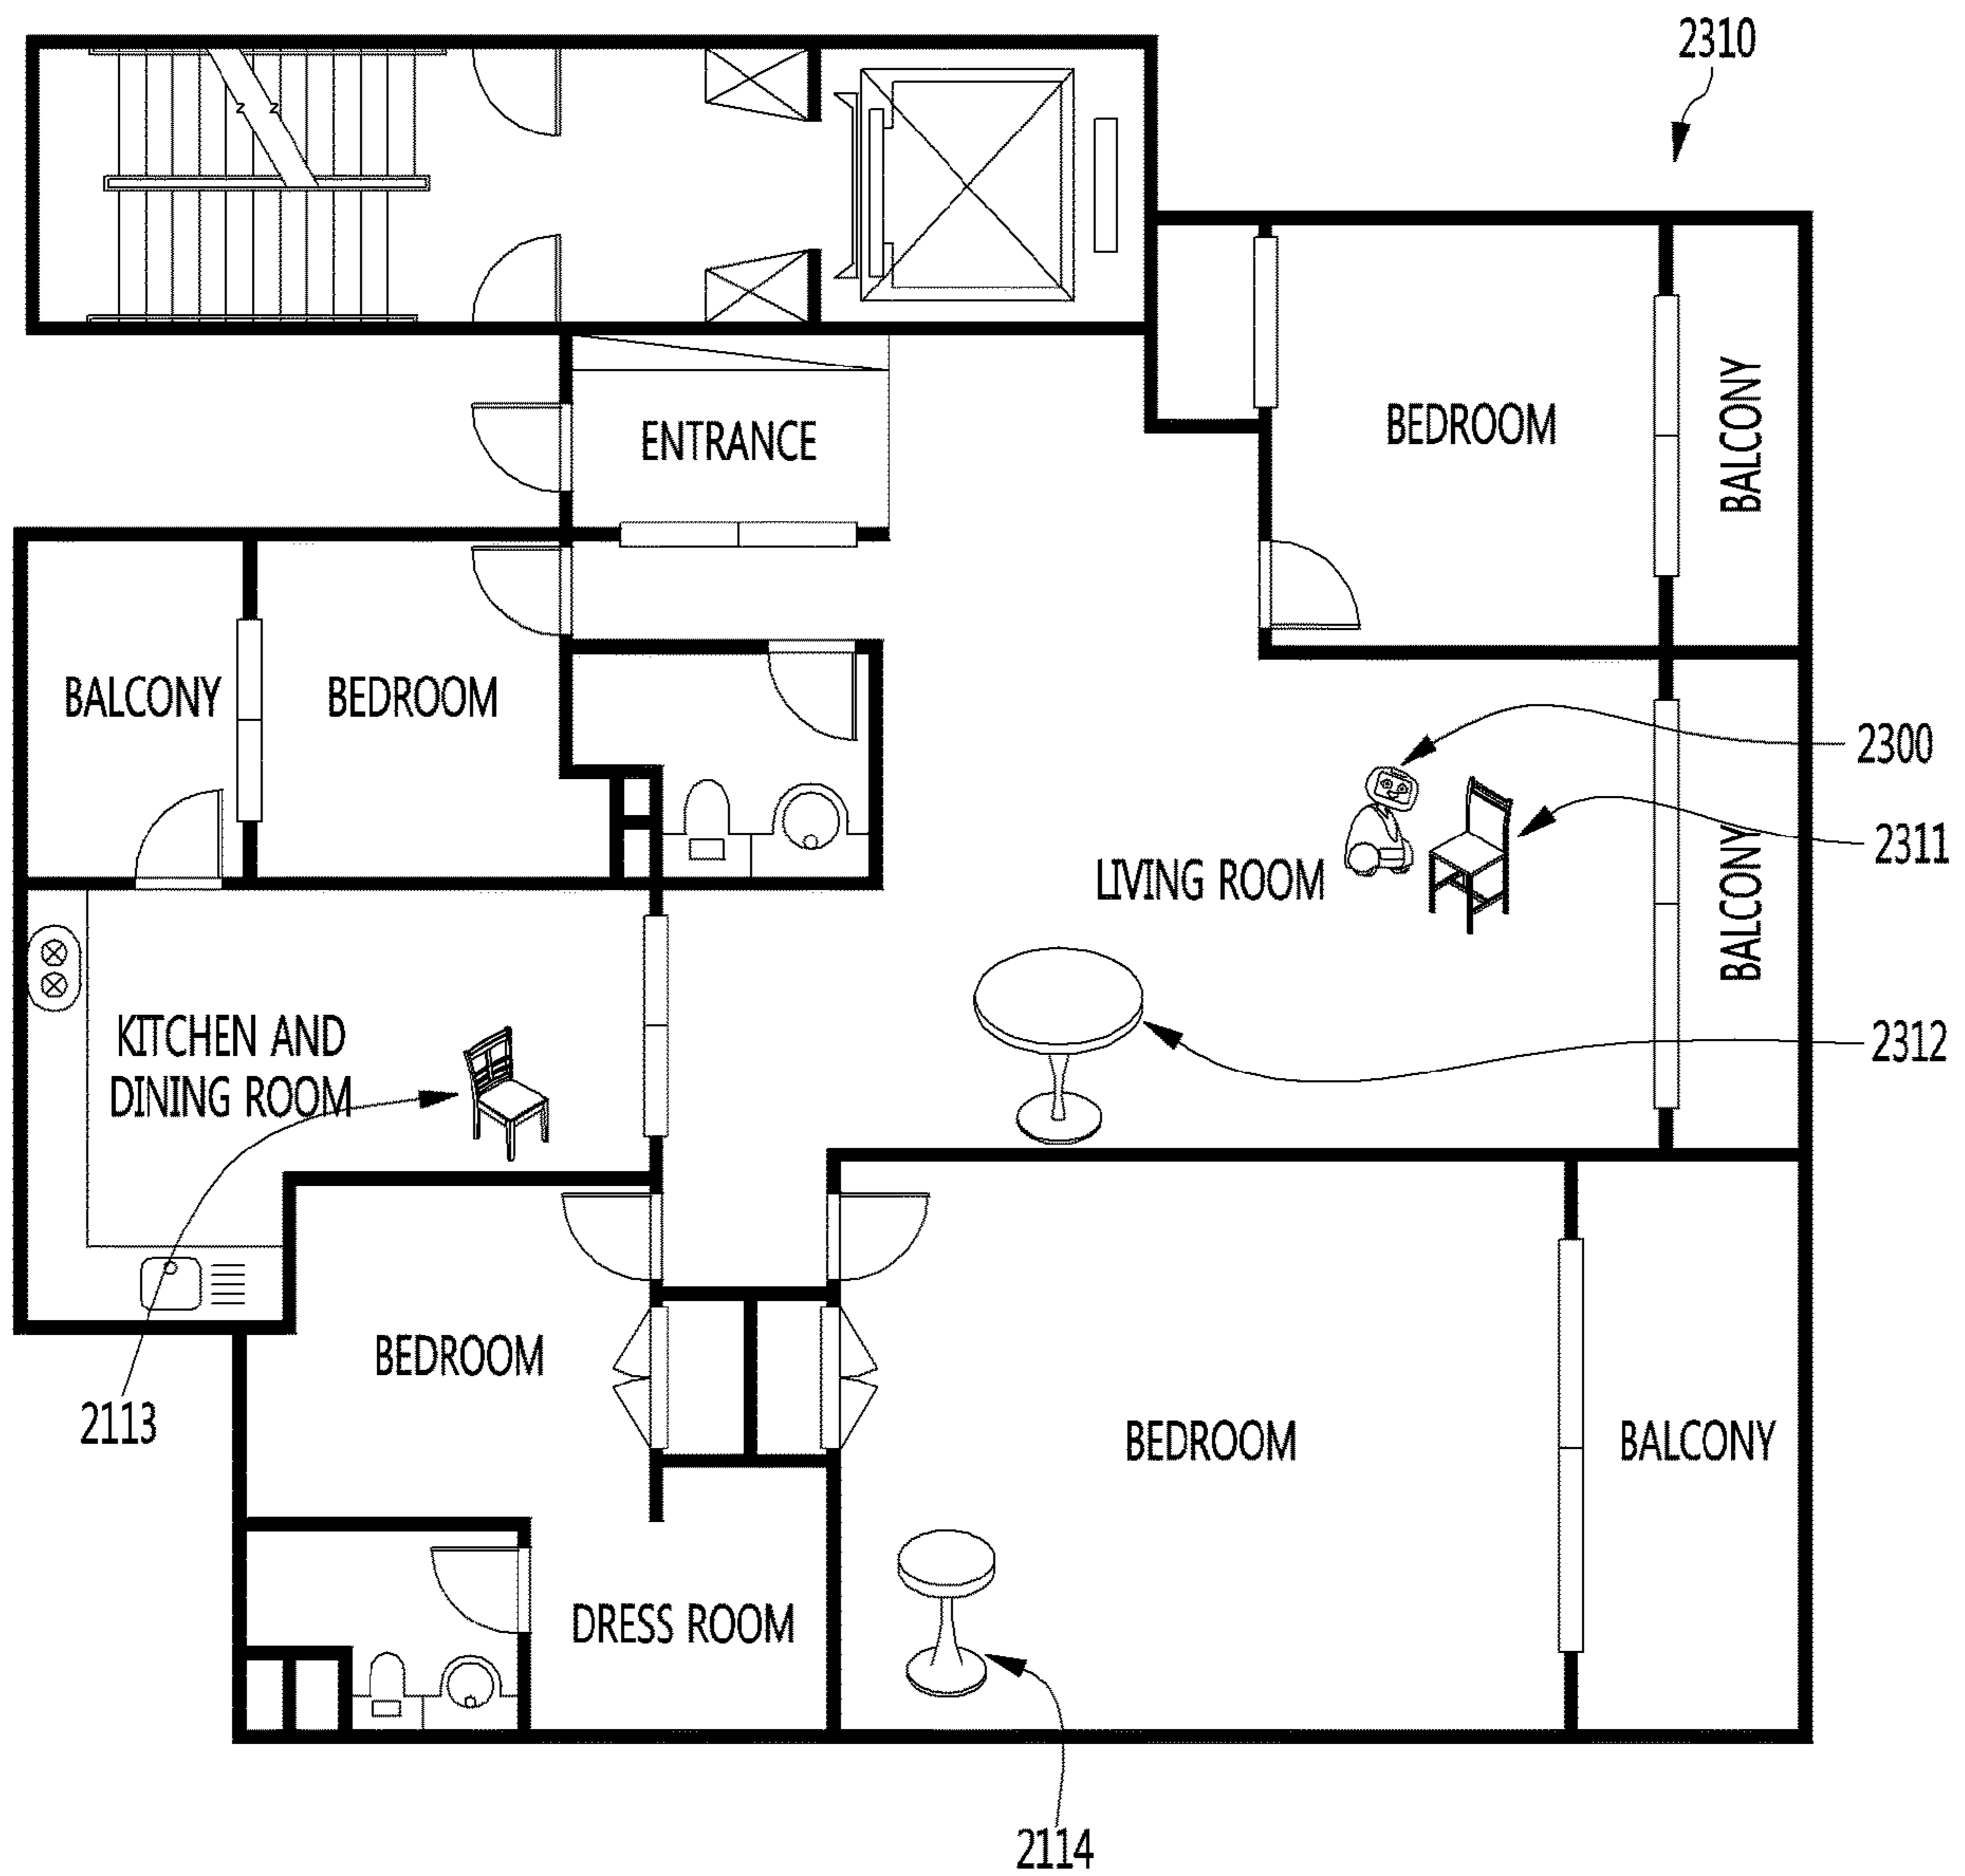 2310
ENTRANCE
BEDROOM
BALCONY
BALCONY
BEDROOM
2300
2311
LIVING ROOM
BALCONY
KITCHEN AND
DINING ROOM
2312
BEDROOM
2113
BEDROOM
BALCONY
DRESS ROOM
2114